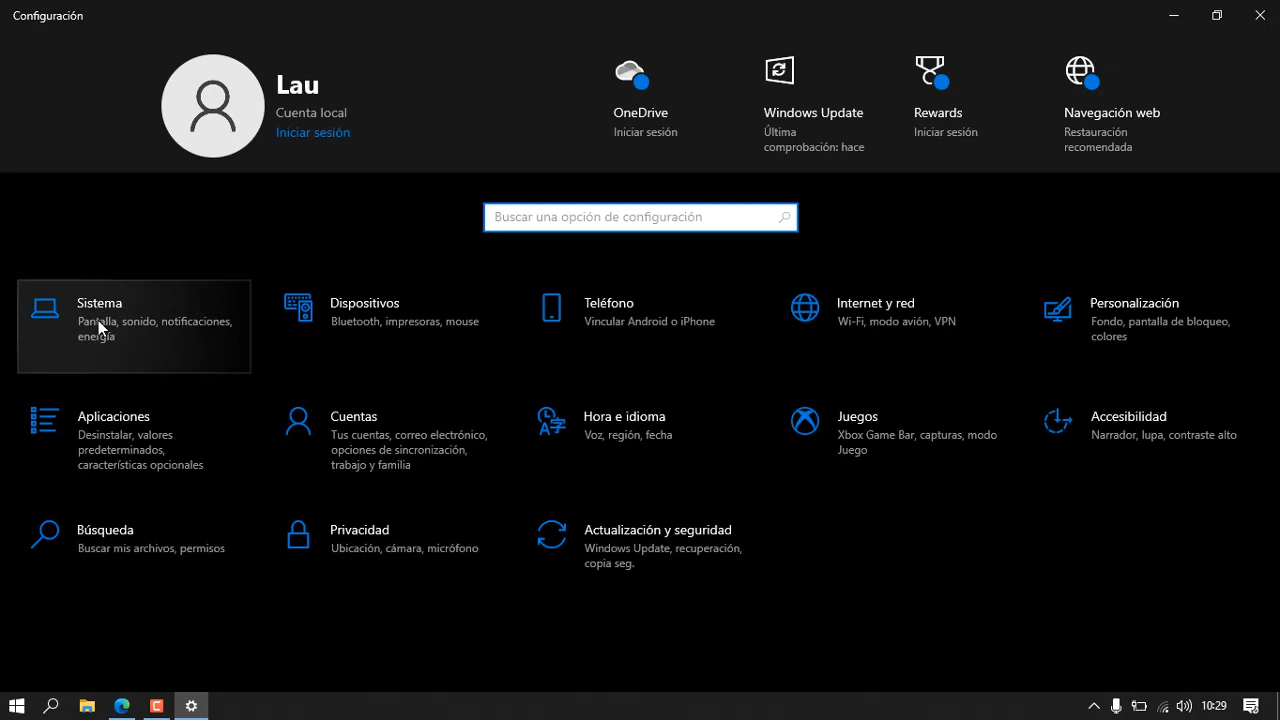 Configuración
Lau
Cuenta local
Iniciar sesión
OneDrive
Iniciar sesión
Windows Update
Última
comprobación: hace
Rewards
Iniciar sesión
Navegación web
Restauración
recomendada
Buscar una opción de configuración
Sistema
Pantalla, sonido, notificaciones,
energía
Dispositivos
Bluetooth, impresoras, mouse
Teléfono
Vincular Android o iPhone
Internet y red
Wi-Fi, modo avión, VPN
Personalización
Fondo, pantalla de bloqueo,
colores
Aplicaciones
Desinstalar, valores
predeterminados,
características opcionales
Cuentas
Tus cuentas, correo electrónico,
opciones de sincronización,
trabajo y familia
Hora e idioma
Voz, región, fecha
Juegos
Xbox Game Bar, capturas, modo
Juego
Accesibilidad
Narrador, lupa, contraste alto
Búsqueda
Buscar mis archivos, permisos
Privacidad
Ubicación, cámara, micrófono
Actualización y seguridad
Windows Update, recuperación,
copia seg.
10:29